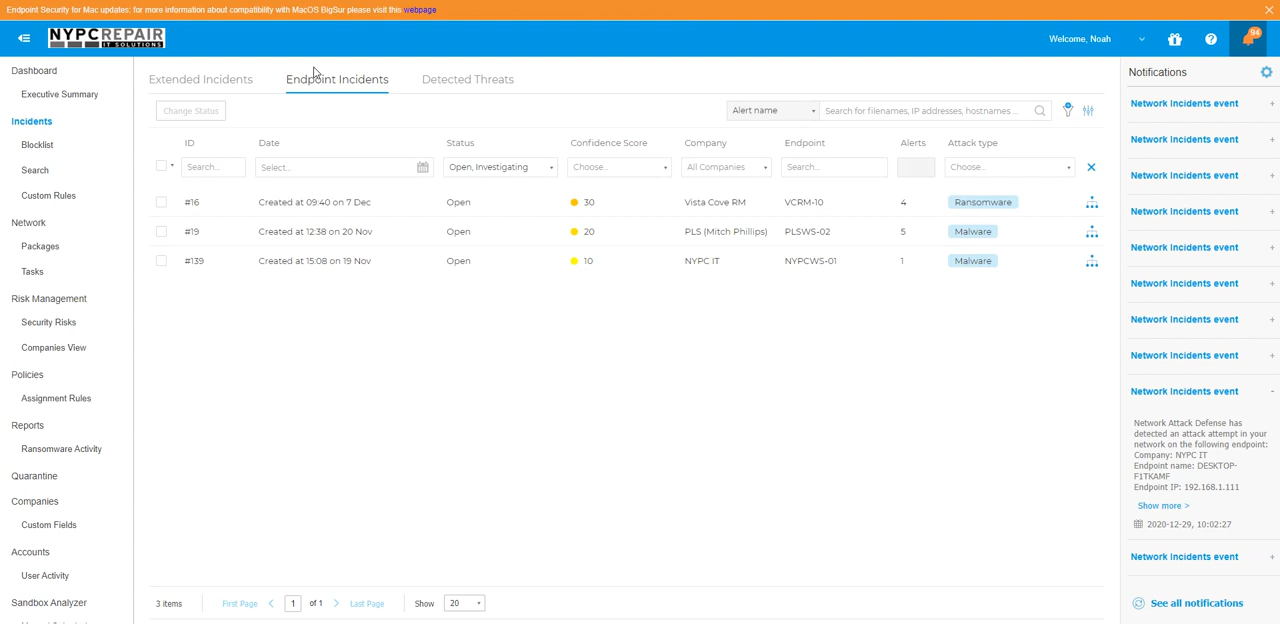 Endpoint Security for Mac updates: for more information about compatibility with MacOS BigSur please visit this webpage
NYPCREPAIR
IT SOLUTIONS
Welcome, Noah
94
Dashboard
Executive Summary
Incidents
Blocklist
Search
Custom Rules
Network
Packages
Tasks
Risk Management
Security Risks
Companies View
Policies
Assignment Rules
Reports
Ransomware Activity
Quarantine
Companies
Custom Fields
Accounts
User Activity
Sandbox Analyzer
Extended Incidents Endpoint Incidents Detected Threats
Change Status
Alert name Search for filenames, IP addresses, hostnames ...
ID Date Status Confidence Score Company Endpoint Alerts Attack type
Search... Select... Open, Investigating Choose... All Companies Search... Choose...
#16 Created at 09:40 on 7 Dec Open 30 Vista Cove RM VCRM-10 4 Ransomware
#19 Created at 12:38 on 20 Nov Open 20 PLS (Mitch Phillips) PLSWS-02 5 Malware
#139 Created at 15:08 on 19 Nov Open 10 NYPC IT NYPCWS-01 1 Malware
3 items First Page 1 of 1 Last Page Show 20
Notifications
Network Incidents event +
Network Incidents event +
Network Incidents event +
Network Incidents event +
Network Incidents event +
Network Incidents event +
Network Incidents event +
Network Incidents event +
Network Incidents event -
Network Attack Defense has
detected an attack attempt in your
network on the following endpoint:
Company: NYPC IT
Endpoint name: DESKTOP-
F1TKAMF
Endpoint IP: 192.168.1.111
Show more >
2020-12-29, 10:02:27
Network Incidents event +
See all notifications